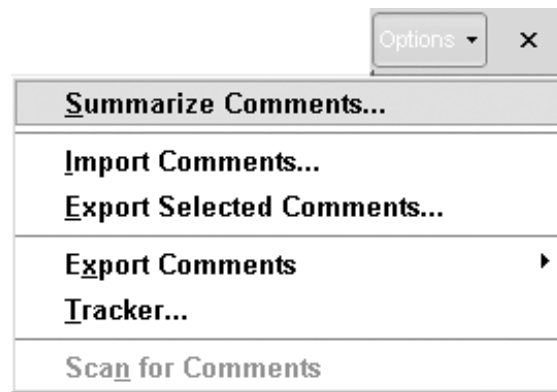 Options
Summarize Comments...
Import Comments...
Export Selected Comments...
Export Comments
Tracker...
Scan for Comments